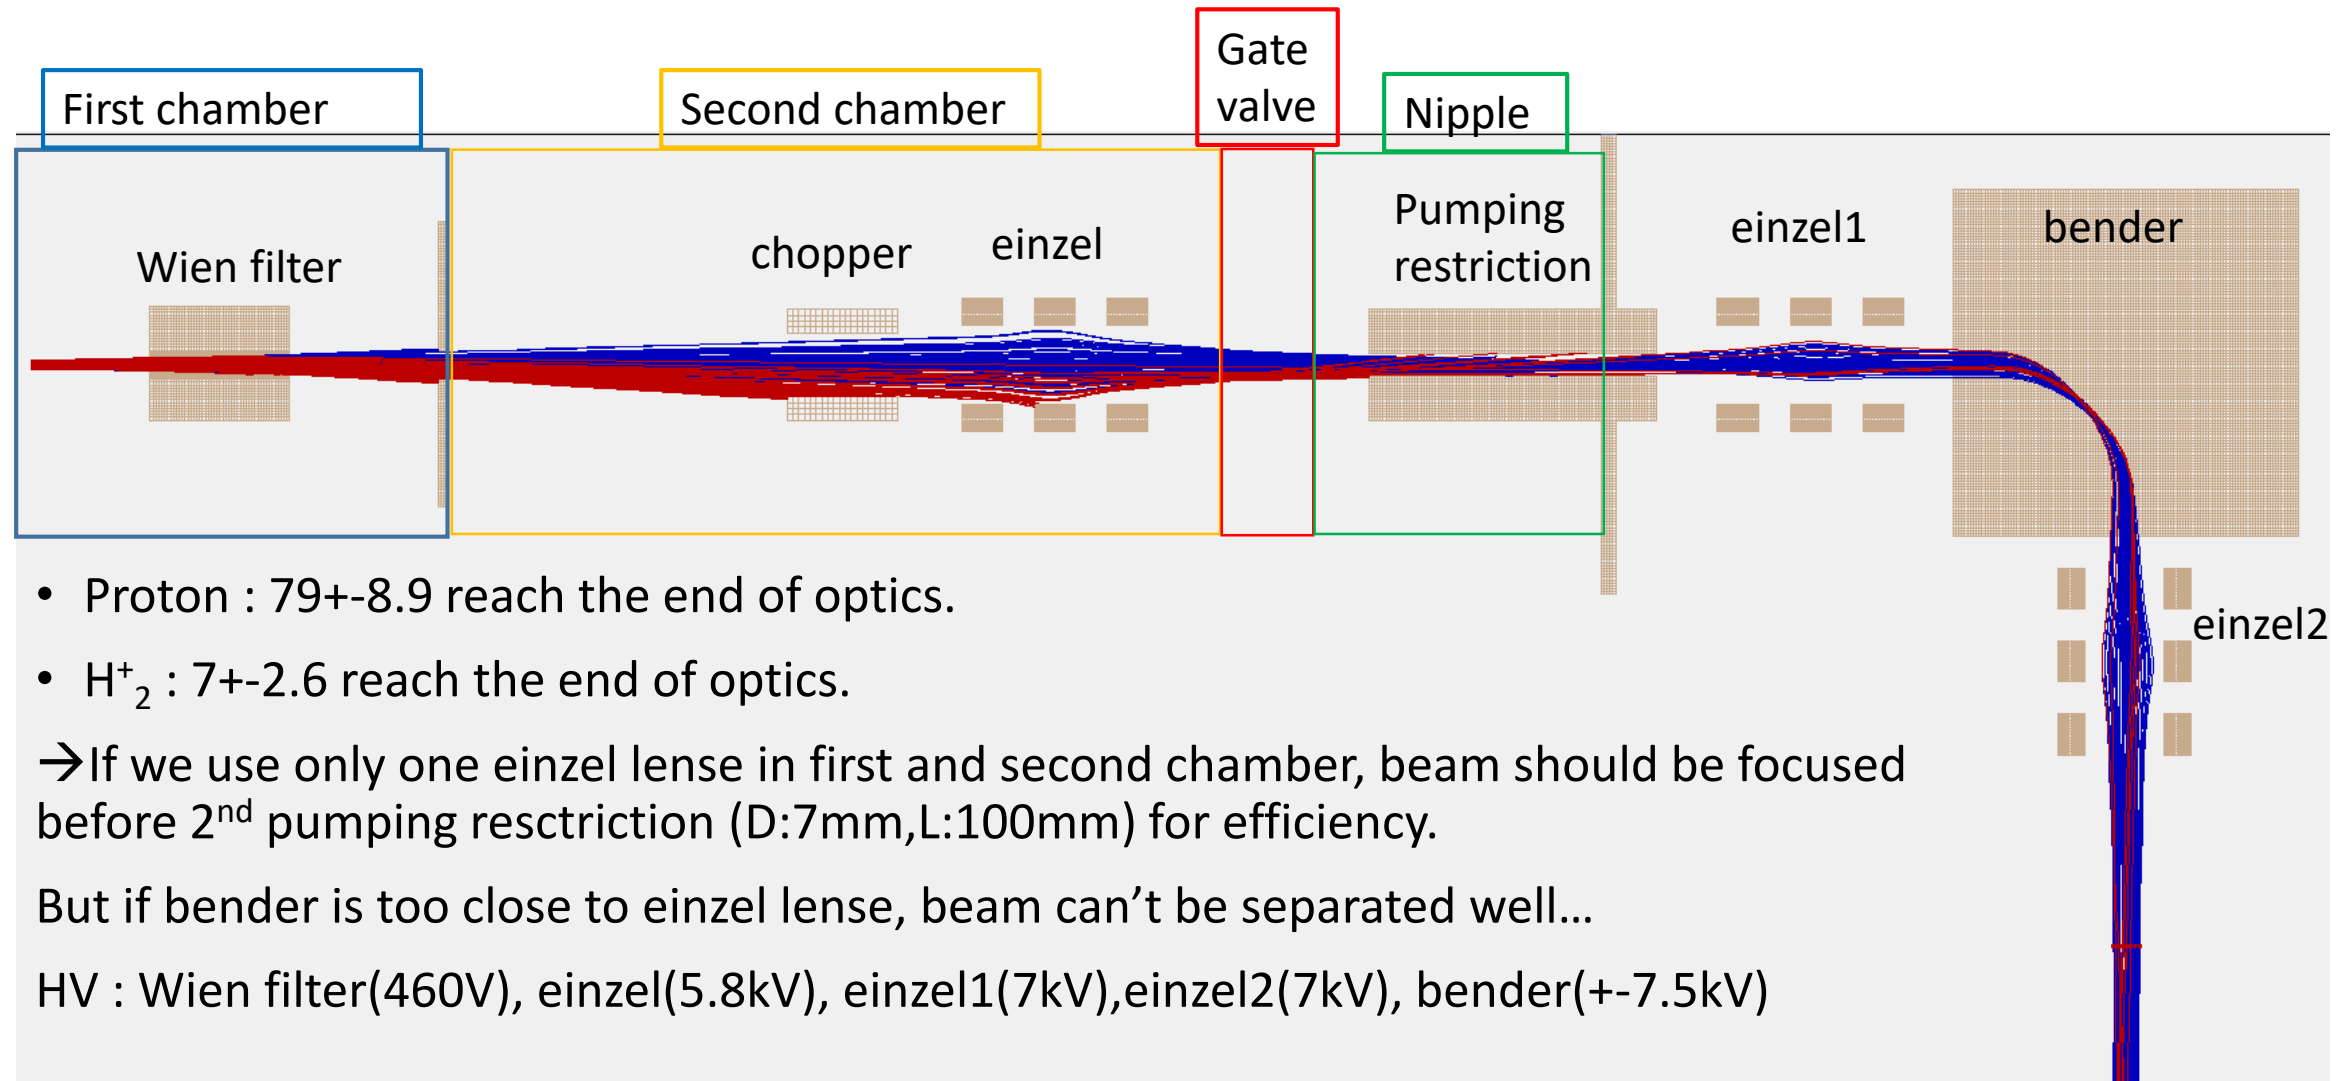 First chamber
Second chamber
Gate
valve
Nipple
Wien filter
chopper
einzel
Pumping
restriction
einzel1
bender
einzel2
• Proton : 79+-8.9 reach the end of optics.
• H⁺₂ : 7+-2.6 reach the end of optics.
→If we use only one einzel lense in first and second chamber, beam should be focused
before 2ⁿᵈ pumping resctriction (D:7mm,L:100mm) for efficiency.
But if bender is too close to einzel lense, beam can’t be separated well…
HV : Wien filter(460V), einzel(5.8kV), einzel1(7kV),einzel2(7kV), bender(+-7.5kV)